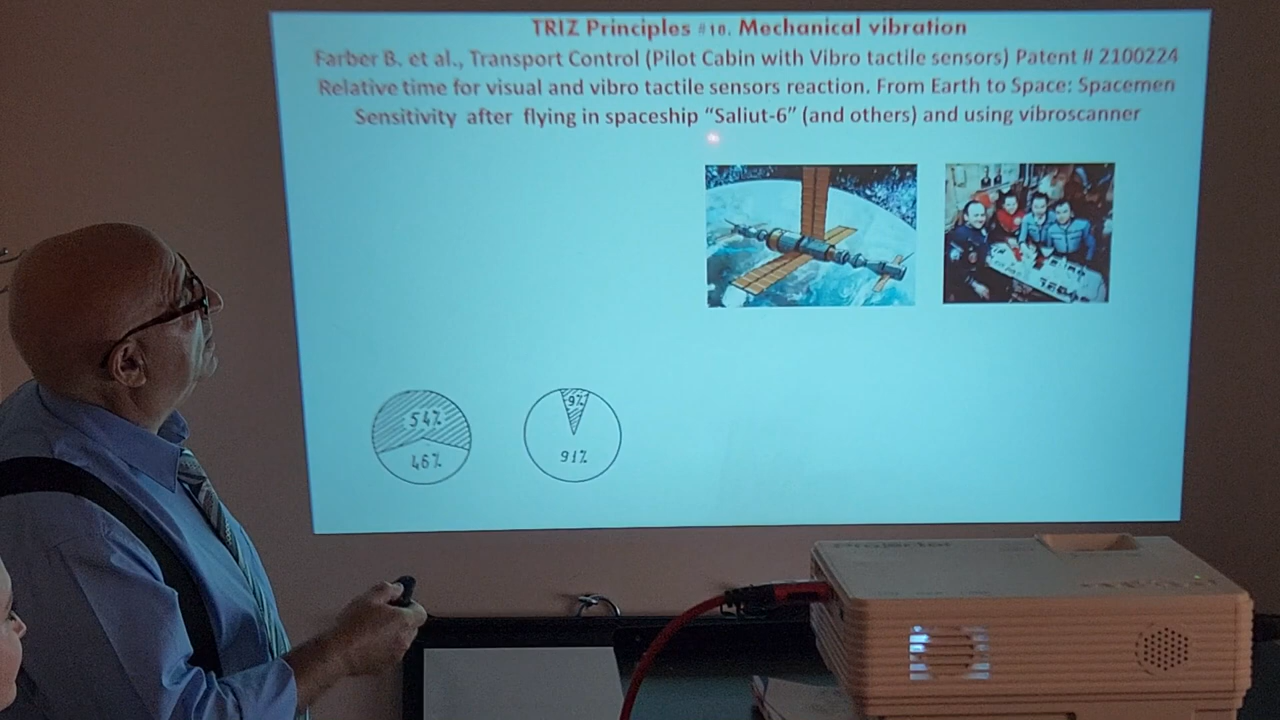 TRIZ Principles #18. Mechanical vibration
Farber B. et al., Transport Control (Pilot Cabin with Vibro tactile sensors) Patent # 2100224
Relative time for visual and vibro tactile sensors reaction. From Earth to Space: Spacemen
Sensitivity after flying in spaceship “Saliut-6” (and others) and using vibroscanner
54%
46%
9%
91%